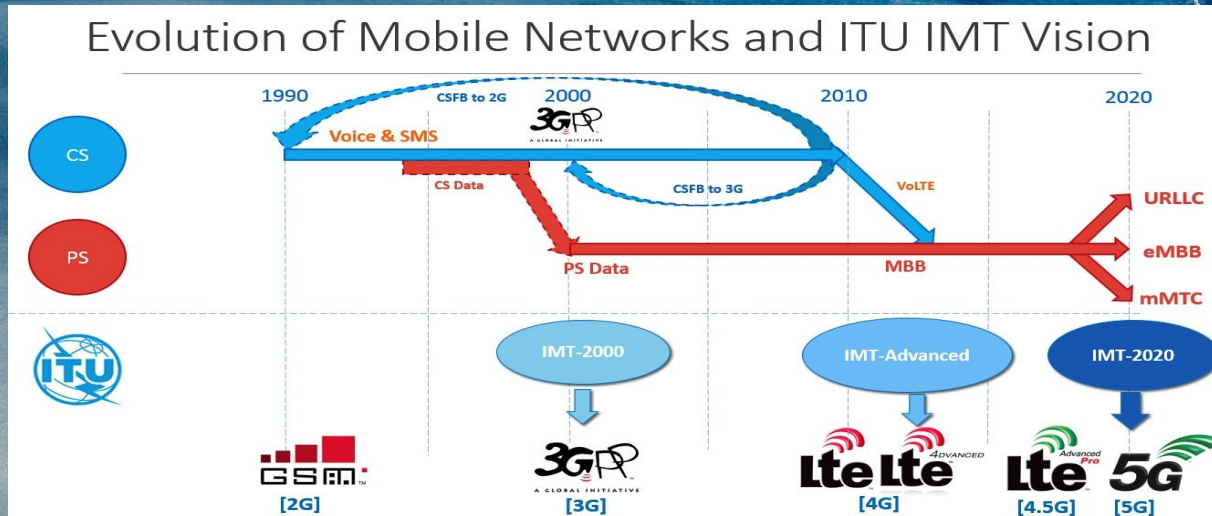 Evolution of Mobile Networks and ITU IMT Vision
1990
2000
2010
2020
CSFB to 2G
3GPP
A GLOBAL INITIATIVE
CS
Voice & SMS
CS Data
CSFB to 3G
VoLTE
URLLC
PS
PS Data
MBB
eMBB
mMTC
ITU
IMT-2000
IMT-Advanced
IMT-2020
GSM
[2G]
3GPP
A GLOBAL INITIATIVE
[3G]
Lte
Lte
ADVANCED
[4G]
Lte
Advanced
Pro
[4.5G]
5G
[5G]